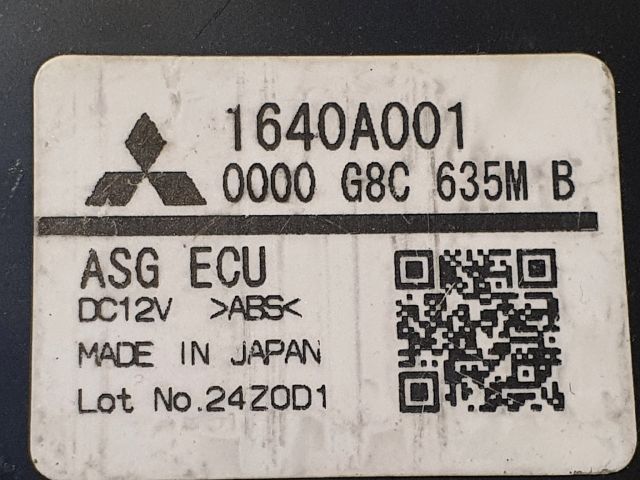 1640A001
0000 G8C 635M B
ASG ECU
DC12V >ABS<
MADE IN JAPAN
Lot No.24Z0D1